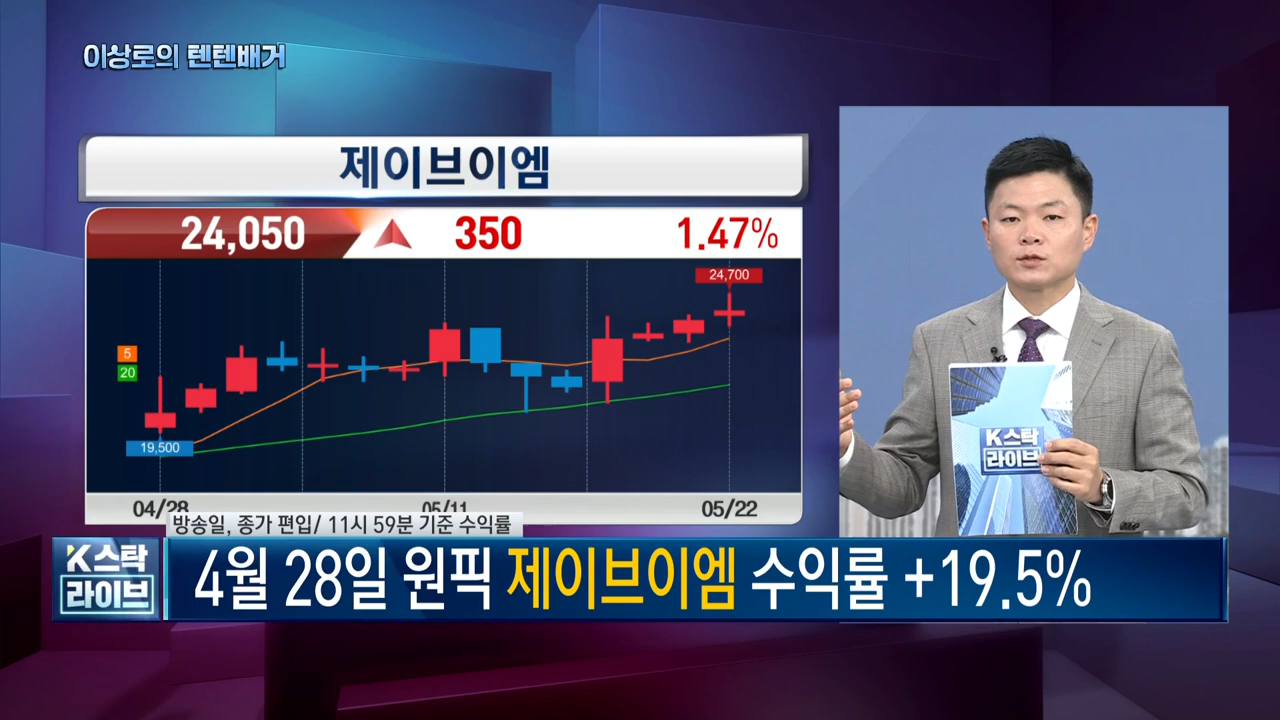 이상로의 텐텐배거
제이브이엠
24,050 350 1.47%
24,700
5
20
19,500
04/28 05/11 05/22
방송일, 종가 편입/ 11시 59분 기준 수익률
K스탁
라이브
4월 28일 원픽 제이브이엠 수익률 +19.5%
K스탁
라이브